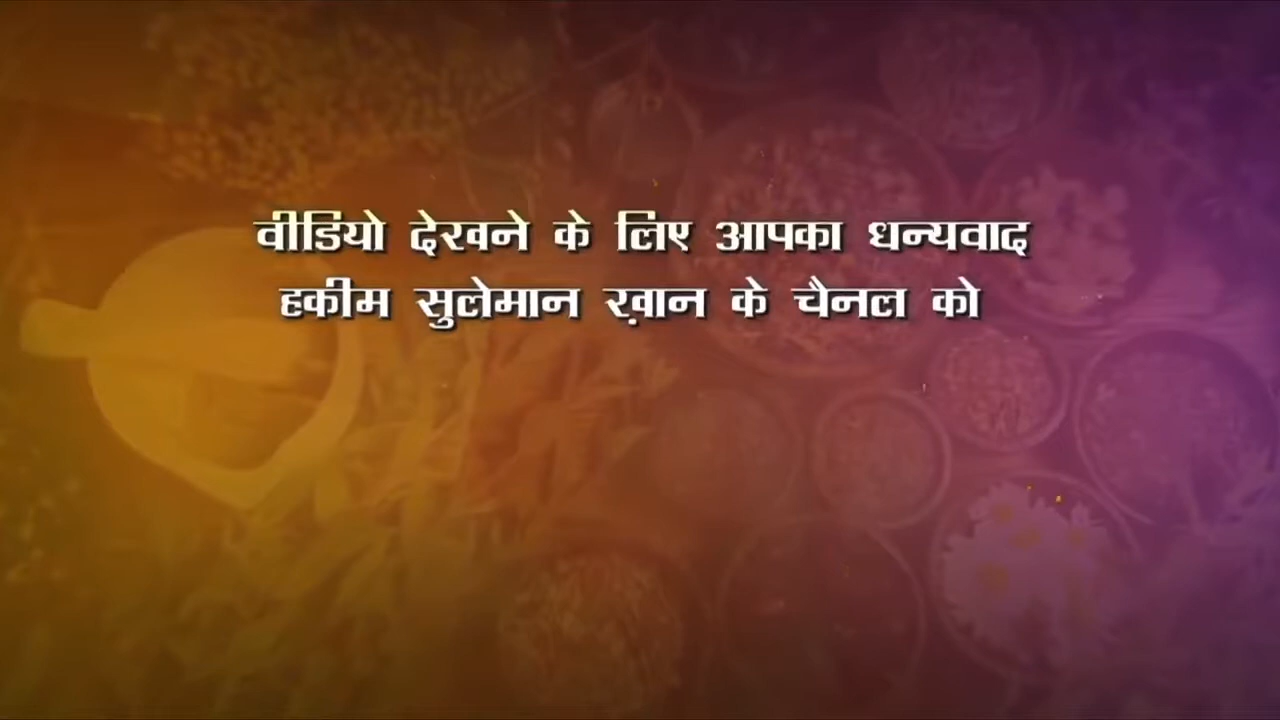 वीडियो देखने के लिए आपका धन्यवाद
हकीम सुलेमान ख़ान के चैनल को